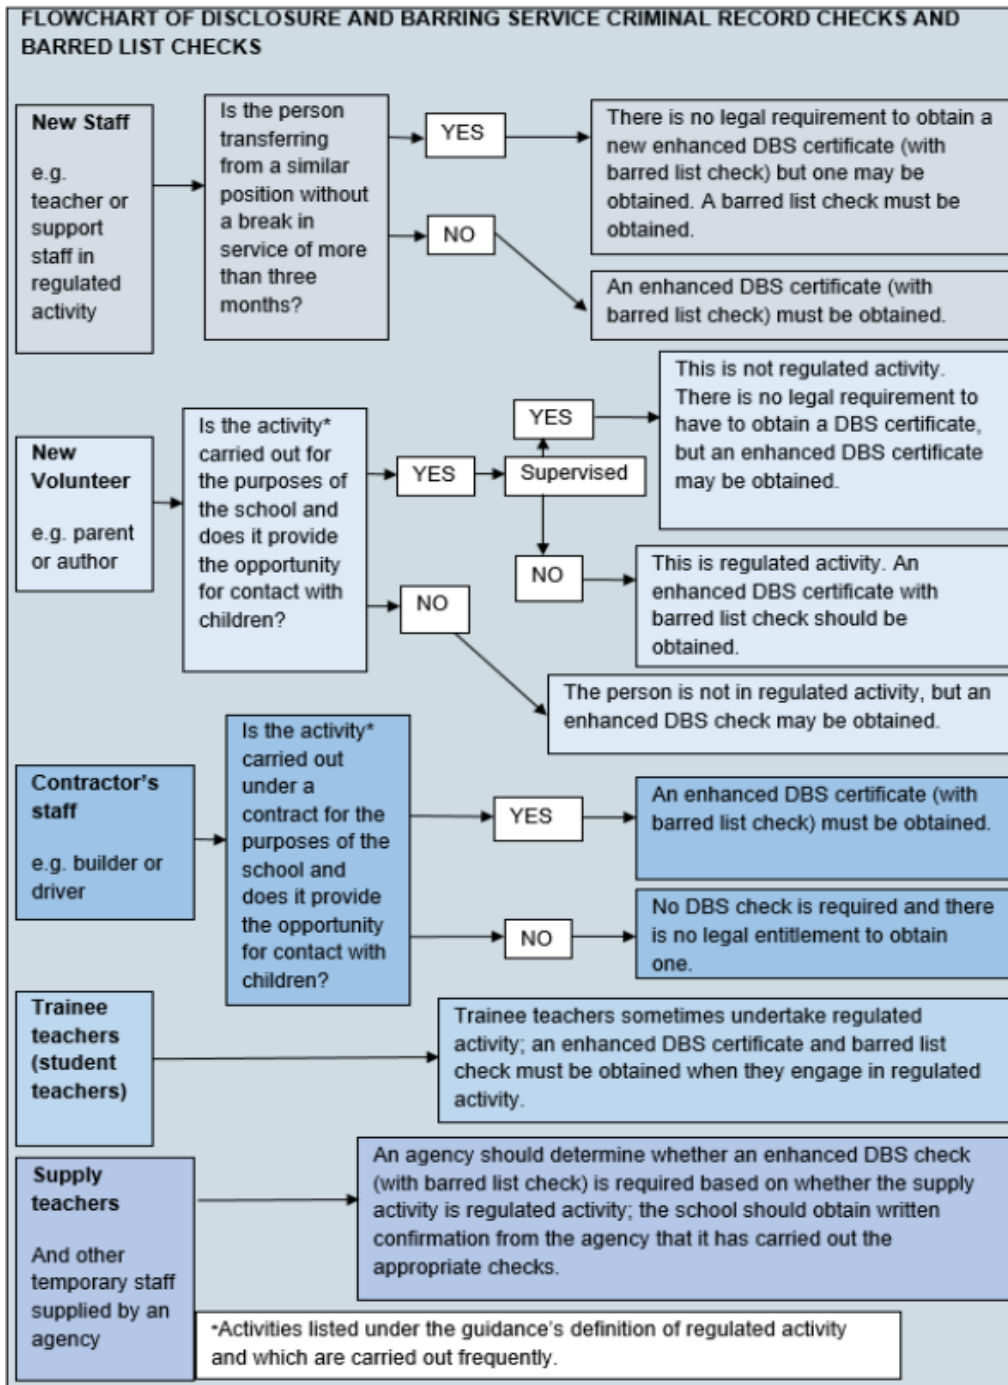 FLOWCHART OF DISCLOSURE AND BARRING SERVICE CRIMINAL RECORD CHECKS AND
BARRED LIST CHECKS
New Staff
e.g.
teacher or
support
staff in
regulated
activity
Is the person
transferring
from a similar
position without
a break in
service of more
than three
months?
YES
There is no legal requirement to obtain a
new enhanced DBS certificate (with
barred list check) but one may be
obtained. A barred list check must be
obtained.
NO
An enhanced DBS certificate (with
barred list check) must be obtained.
New
Volunteer
e.g. parent
or author
Is the activity*
carried out for
the purposes of
the school and
does it provide
the opportunity
for contact with
children?
YES
Supervised
YES
This is not regulated activity.
There is no legal requirement to
have to obtain a DBS certificate,
but an enhanced DBS certificate
may be obtained.
NO
This is regulated activity. An
enhanced DBS certificate with
barred list check should be
obtained.
NO
The person is not in regulated activity, but an
enhanced DBS check may be obtained.
Contractor's
staff
e.g. builder or
driver
Is the activity*
carried out
under a
contract for the
purposes of the
school and
does it provide
the opportunity
for contact with
children?
YES
An enhanced DBS certificate (with
barred list check) must be obtained.
NO
No DBS check is required and there
is no legal entitlement to obtain
one.
Trainee
teachers
(student
teachers)
Trainee teachers sometimes undertake regulated
activity; an enhanced DBS certificate and barred list
check must be obtained when they engage in regulated
activity.
Supply
teachers
And other
temporary staff
supplied by an
agency
An agency should determine whether an enhanced DBS check
(with barred list check) is required based on whether the supply
activity is regulated activity; the school should obtain written
confirmation from the agency that it has carried out the
appropriate checks.
*Activities listed under the guidance's definition of regulated activity
and which are carried out frequently.